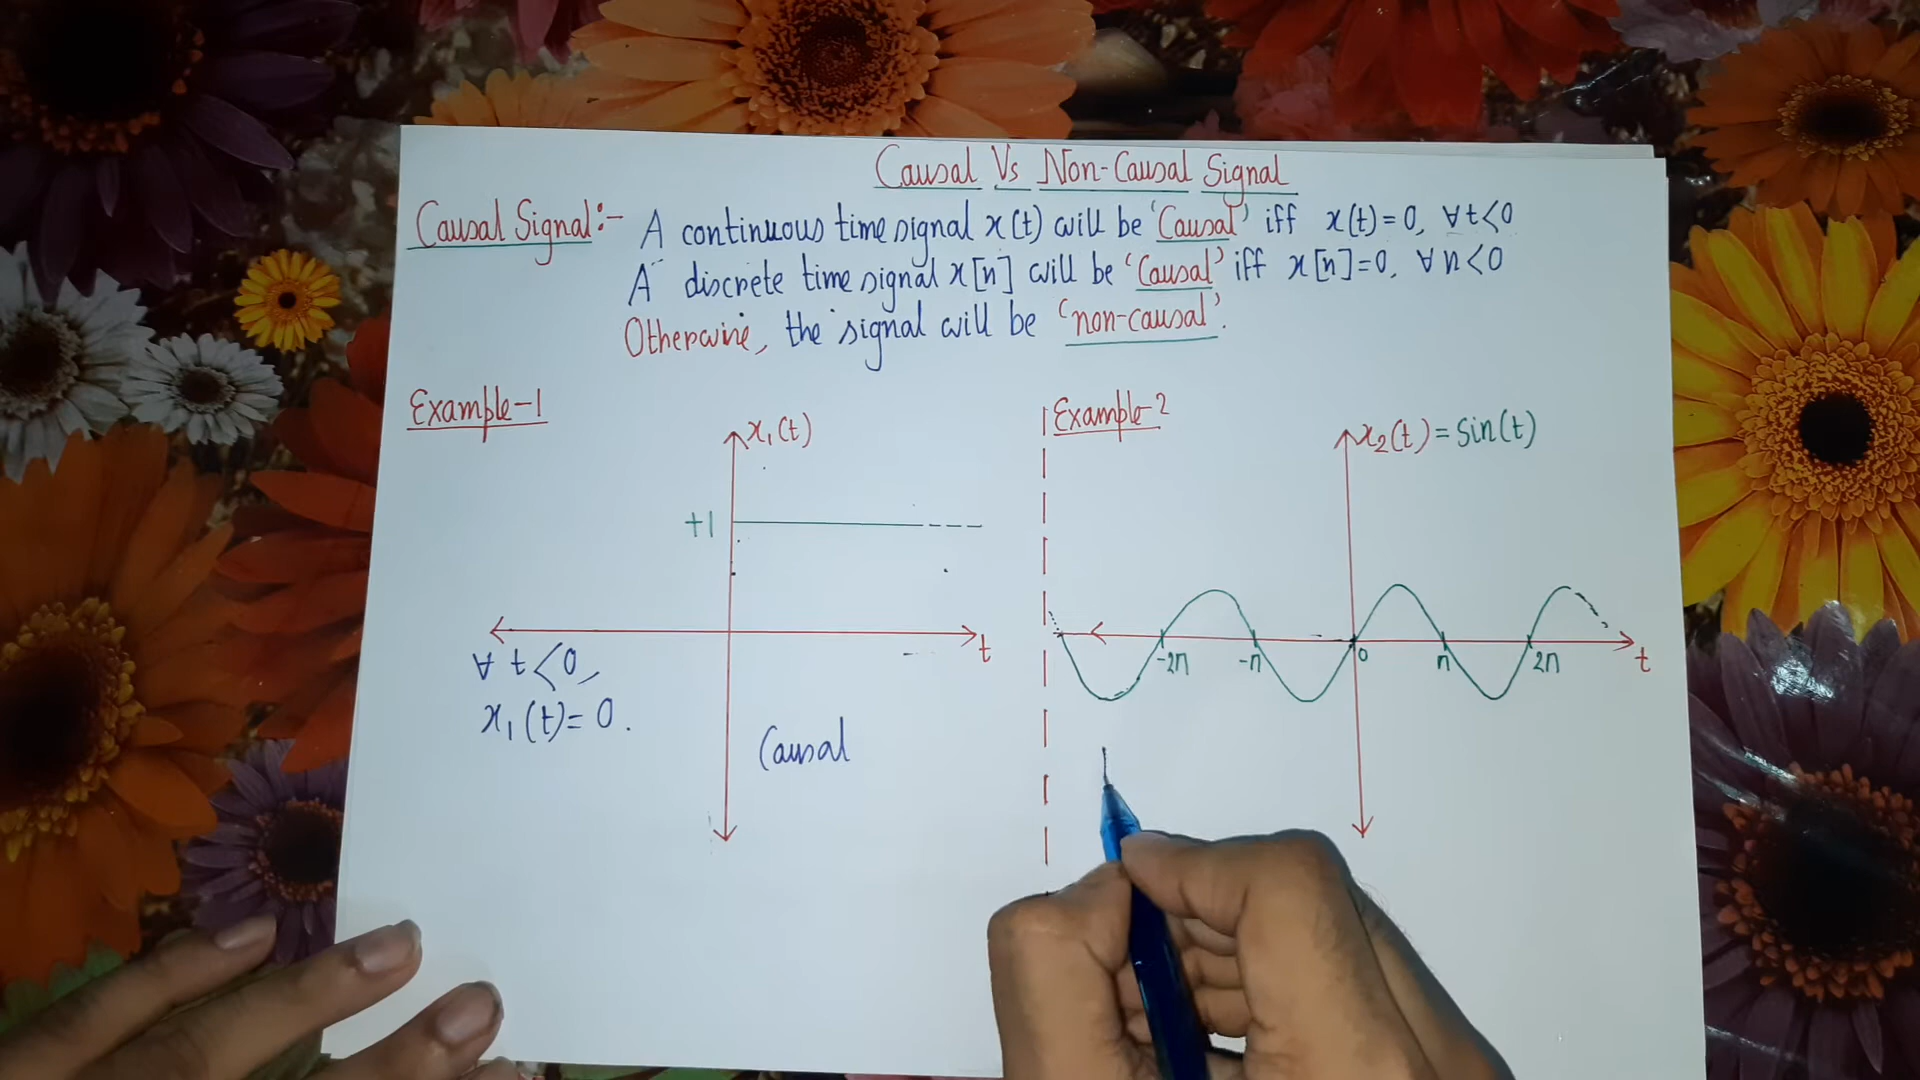 Causal Vs Non-Causal Signal
Causal Signal:- A continuous time signal x(t) will be 'Causal' iff x(t)=0, ∀t<0
A discrete time signal x[n] will be 'Causal' iff x[n]=0, ∀ n<0
Otherwise, the signal will be 'non-causal'.
Example-1
x₁(t)
+1
t
∀ t<0,
x₁(t)=0.
Causal
Example-2
x₂(t)=Sin(t)
-2π -π 0 π 2π t